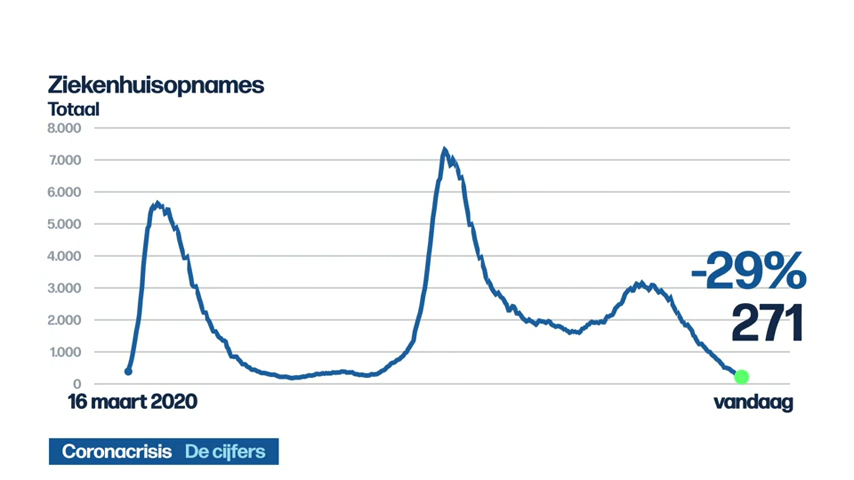 Ziekenhuisopnames
Totaal
8.000
7.000
6.000
5.000
4.000
3.000
2.000
1.000
0
-29%
271
16 maart 2020
vandaag
Coronacrisis De cijfers